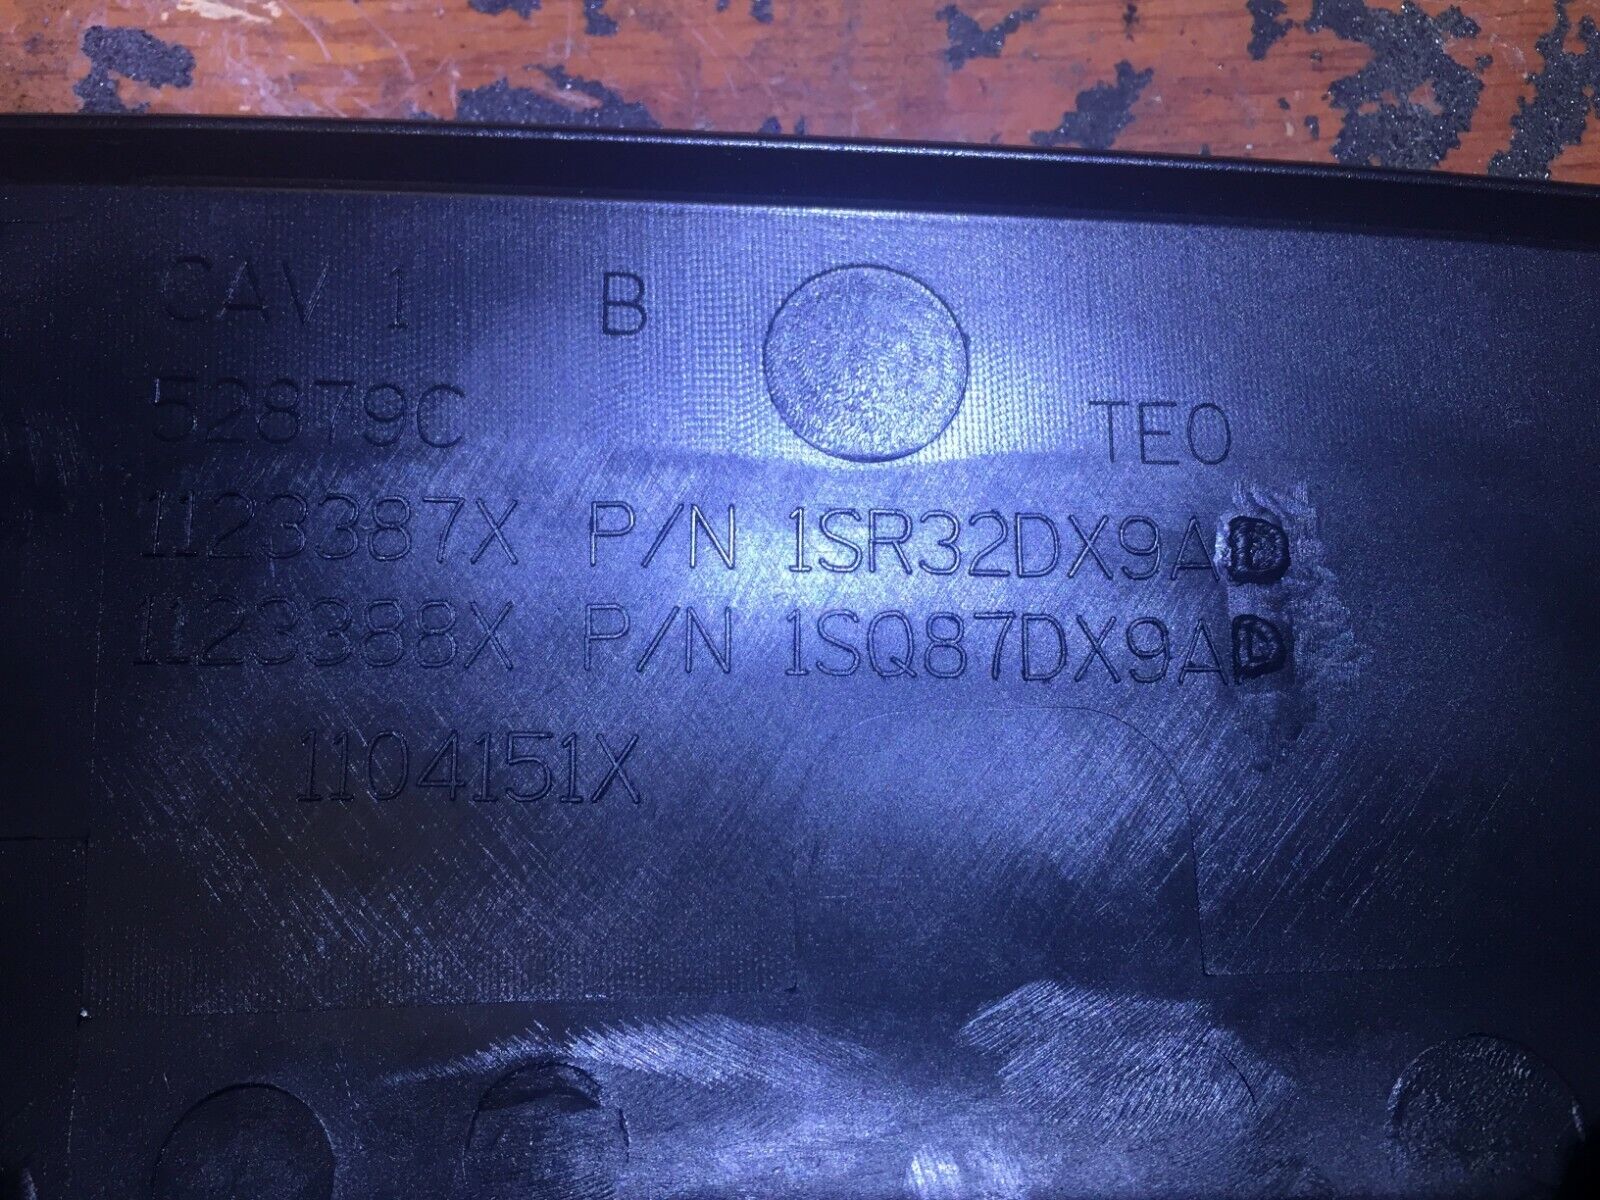 CAV 1 B
52879C
TEO
1123387X P/N 1SR32DX9AD
1123388X P/N 1SQ87DX9AD
1104151X